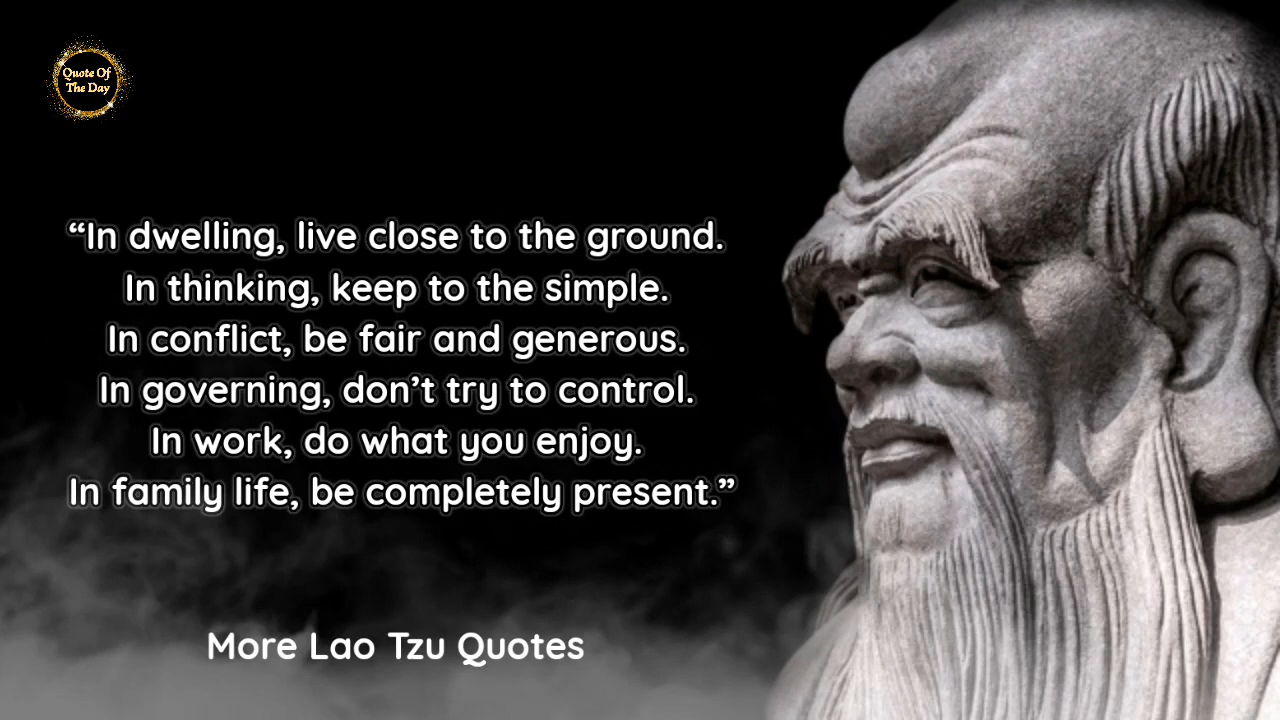 Quote Of
The Day
“In dwelling, live close to the ground.
In thinking, keep to the simple.
In conflict, be fair and generous.
In governing, don’t try to control.
In work, do what you enjoy.
In family life, be completely present.”
More Lao Tzu Quotes